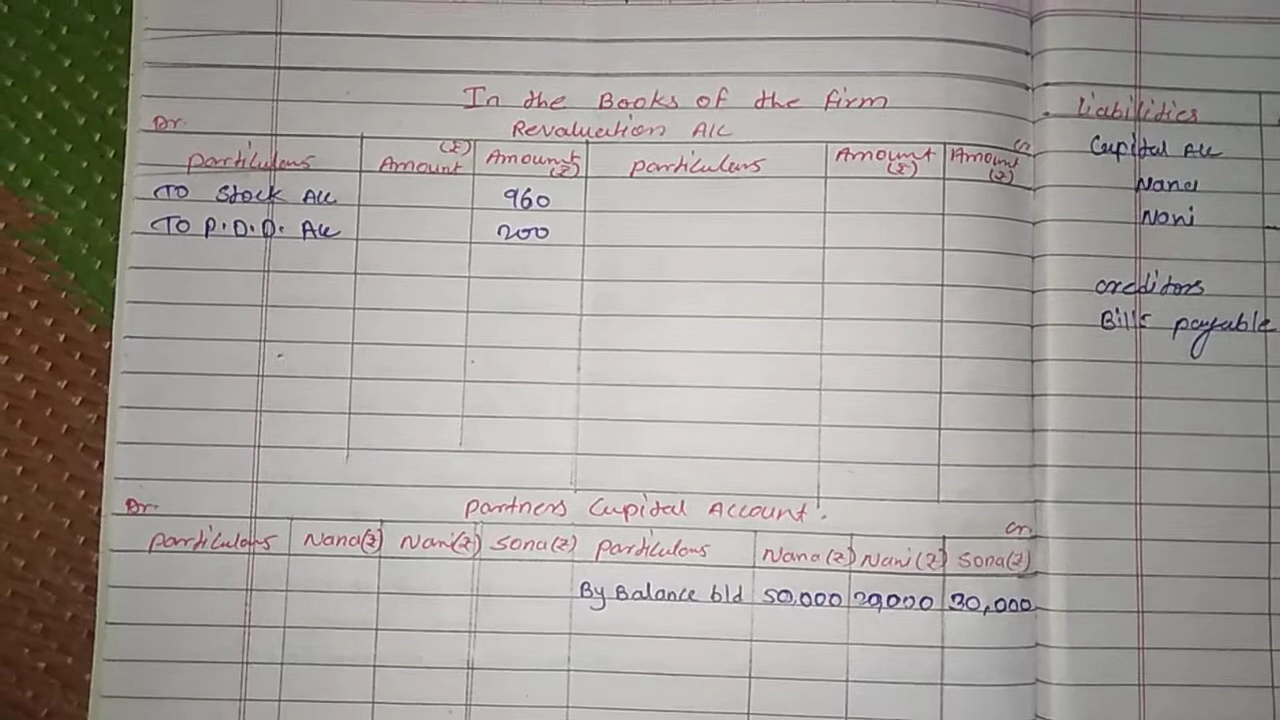 In the Books of the firm
Dr.
Revaluation A/c
Cr.
Particulars Amount (₹) Amount (₹) Particulars Amount (₹) Amount (₹)
To Stock A/c 960
To P.D.D. A/c 200
Dr. Partners Capital Account. Cr.
Particulars Nana(₹) Nani(₹) Sona(₹) Particulars Nana(₹) Nani(₹) Sona(₹)
By Balance b/d 50,000 20,000 30,000
Liabilities
Capital A/c
Nana
Nani
Creditors
Bills payable